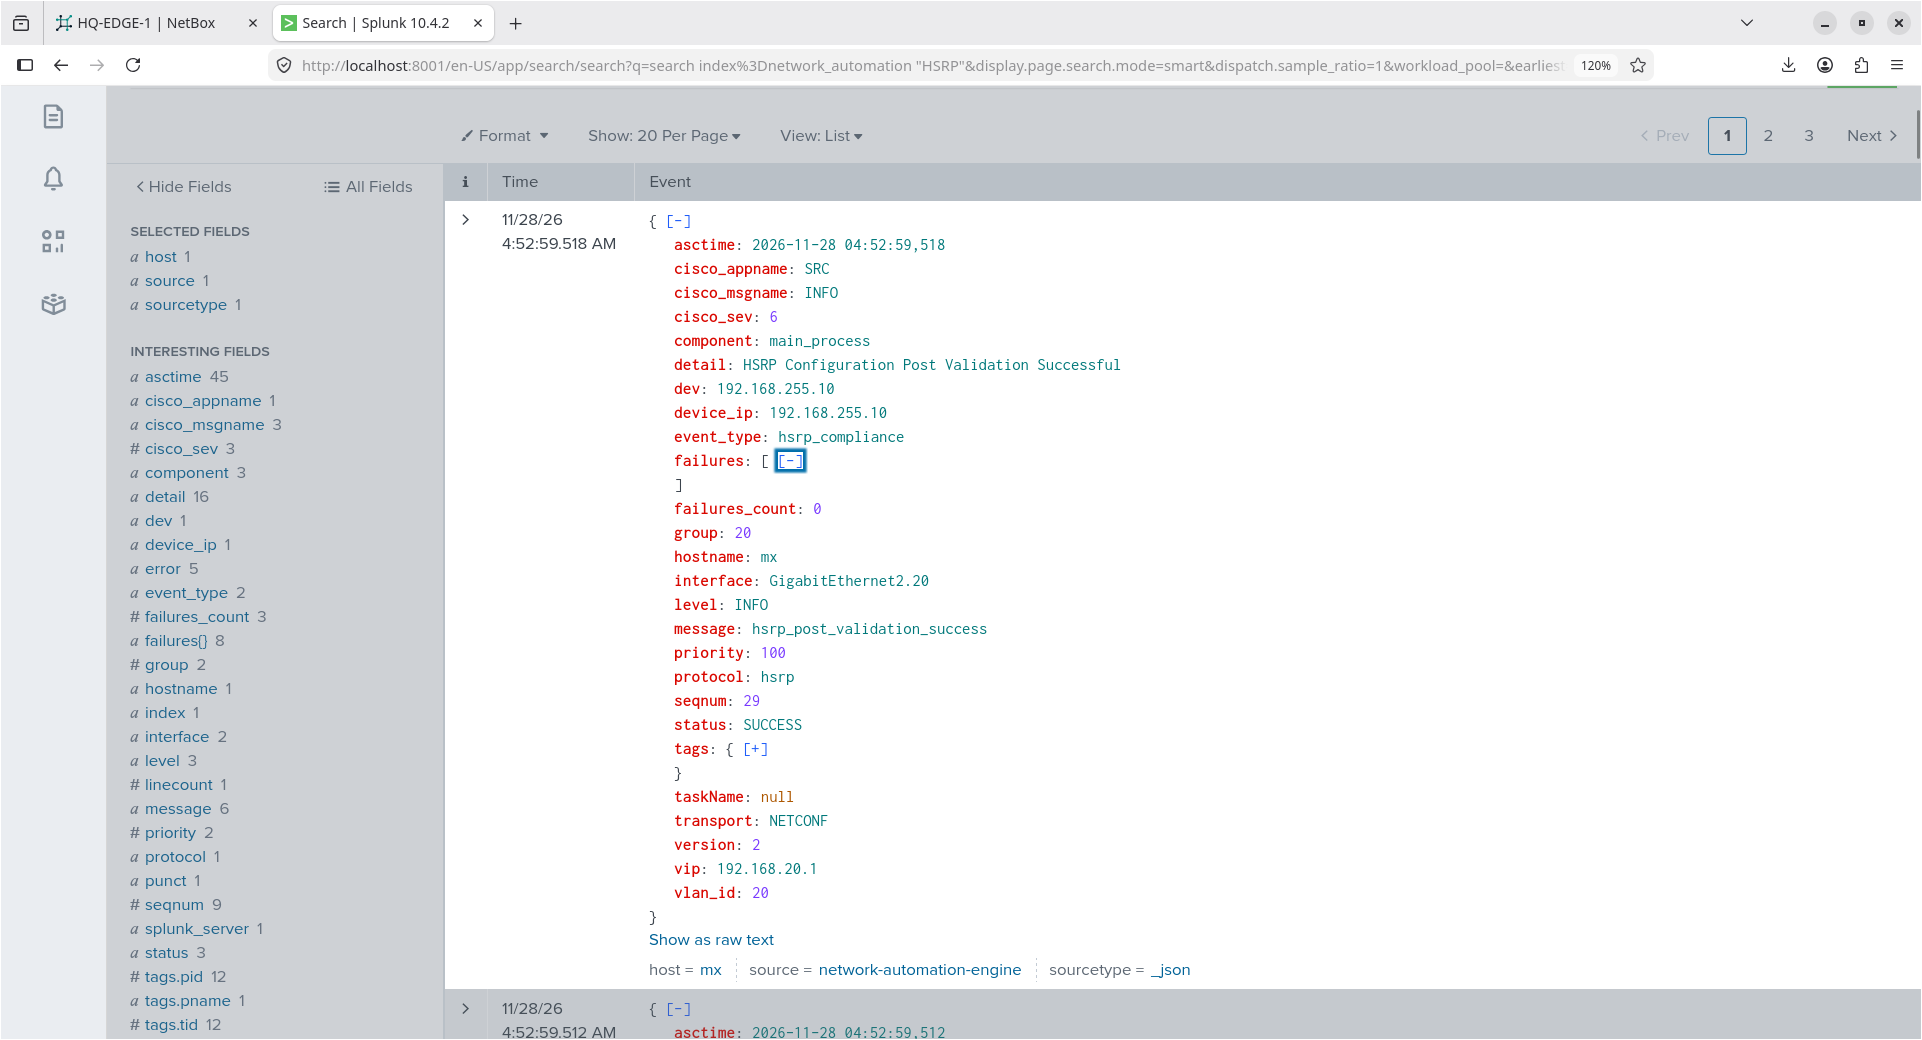 HQ-EDGE-1 | NetBox
Search | Splunk 10.4.2
http://localhost:8001/en-US/app/search/search?q=search index%3Dnetwork_automation "HSRP"&display.page.search.mode=smart&dispatch.sample_ratio=1&workload_pool=&earliest
120%
Format
Show: 20 Per Page
View: List
Prev 1 2 3 Next
Hide Fields
All Fields
i Time Event
SELECTED FIELDS
a host 1
a source 1
a sourcetype 1
INTERESTING FIELDS
a asctime 45
a cisco_appname 1
a cisco_msgname 3
# cisco_sev 3
a component 3
a detail 16
a dev 1
a device_ip 1
a error 5
a event_type 2
# failures_count 3
a failures{} 8
# group 2
a hostname 1
a index 1
a interface 2
a level 3
# linecount 1
a message 6
# priority 2
a protocol 1
a punct 1
# seqnum 9
a splunk_server 1
a status 3
# tags.pid 12
a tags.pname 1
# tags.tid 12
11/28/26
4:52:59.518 AM
{ [-]
asctime: 2026-11-28 04:52:59,518
cisco_appname: SRC
cisco_msgname: INFO
cisco_sev: 6
component: main_process
detail: HSRP Configuration Post Validation Successful
dev: 192.168.255.10
device_ip: 192.168.255.10
event_type: hsrp_compliance
failures: [ [-]
]
failures_count: 0
group: 20
hostname: mx
interface: GigabitEthernet2.20
level: INFO
message: hsrp_post_validation_success
priority: 100
protocol: hsrp
seqnum: 29
status: SUCCESS
tags: { [+]
}
taskName: null
transport: NETCONF
version: 2
vip: 192.168.20.1
vlan_id: 20
}
Show as raw text
host = mx source = network-automation-engine sourcetype = _json
11/28/26
4:52:59.512 AM
{ [-]
asctime: 2026-11-28 04:52:59,512